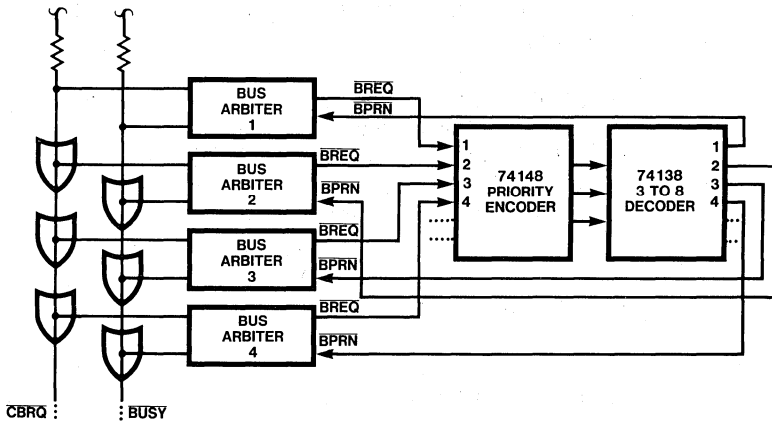 BUS
ARBITER
1
BREQ
BPRN
BUS
ARBITER
2
BREQ
BPRN
BUS
ARBITER
3
BREQ
BPRN
BUS
ARBITER
4
BREQ
BPRN
1
2
3
4
74148
PRIORITY
ENCODER
74138
3 TO 8
DECODER
1
2
3
4
CBRQ
BUSY